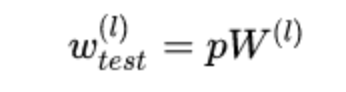 $w_{test}^{(l)} = pW^{(l)}$